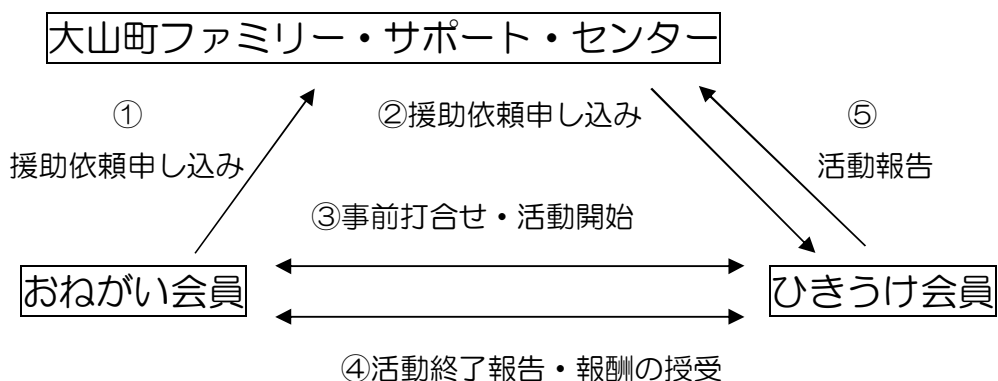 大山町ファミリー・サポート・センター
①
援助依頼申し込み
②援助依頼申し込み
⑤
活動報告
③事前打合せ・活動開始
おねがい会員
ひきうけ会員
④活動終了報告・報酬の授受